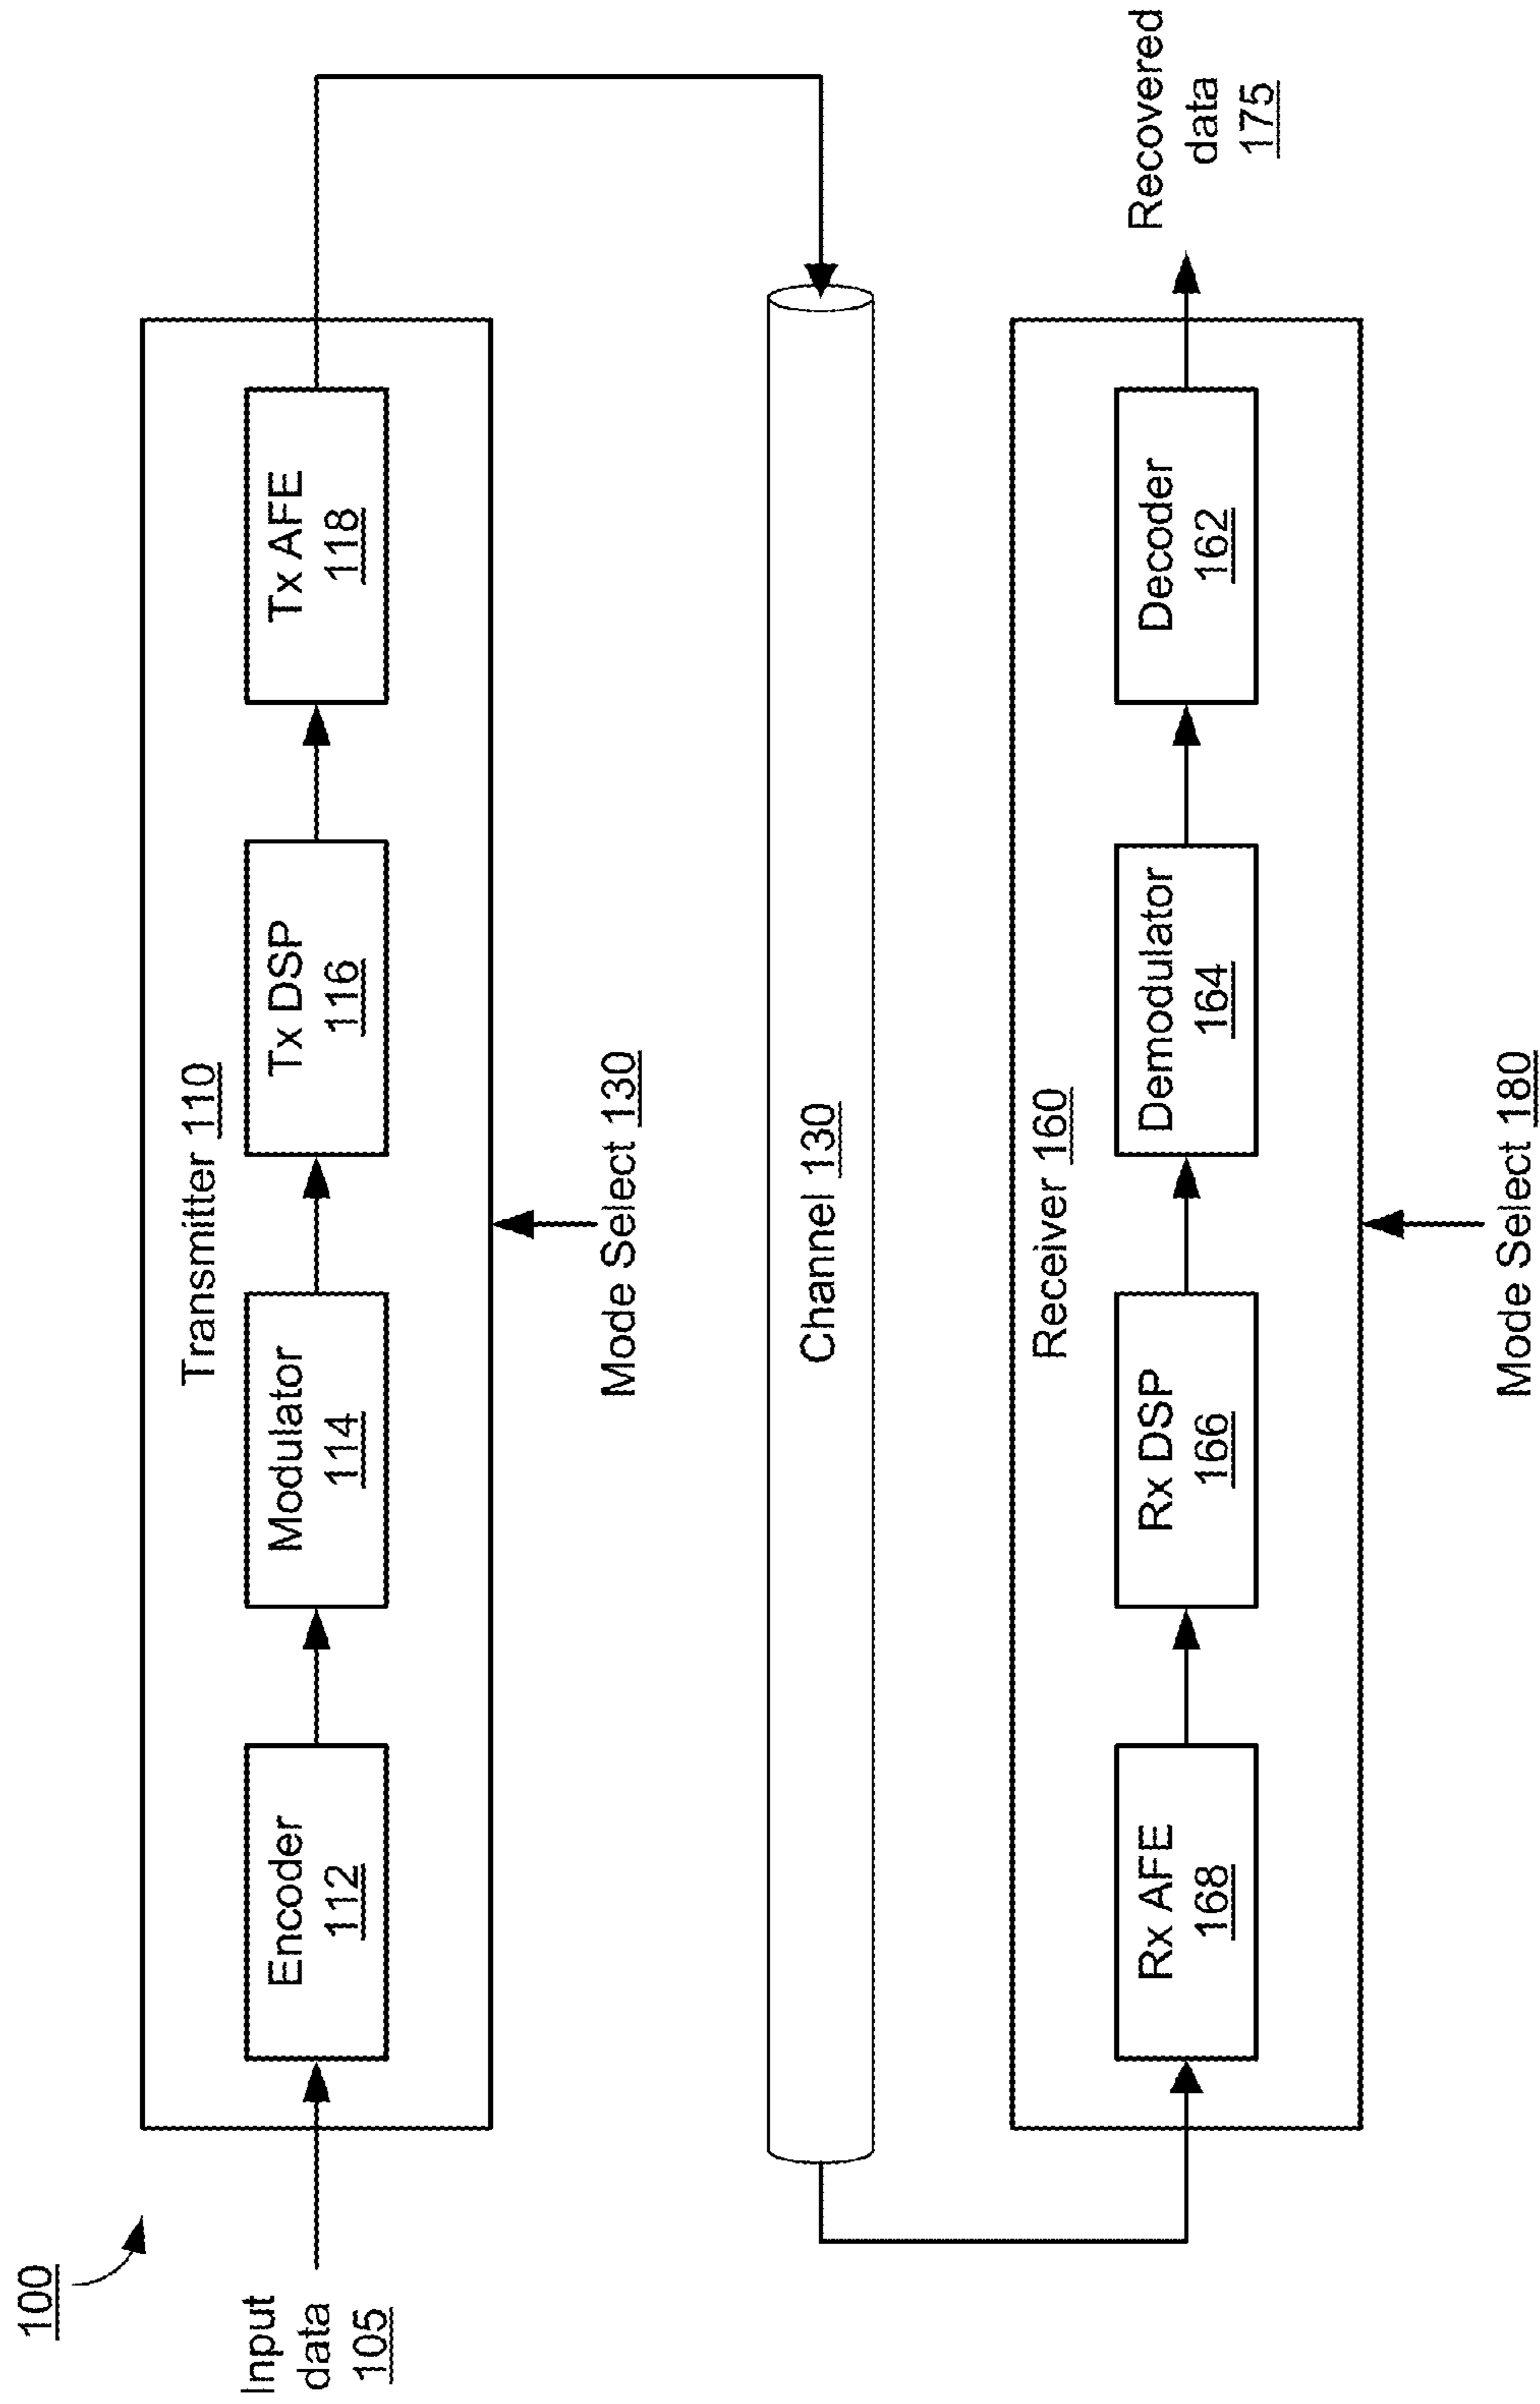 100
Input
data
105
Transmitter 110
Encoder
112
Modulator
114
Tx DSP
116
Tx AFE
118
Mode Select 130
Channel 130
Receiver 160
Rx AFE
168
Rx DSP
166
Demodulator
164
Decoder
162
Recovered
data
175
Mode Select 180